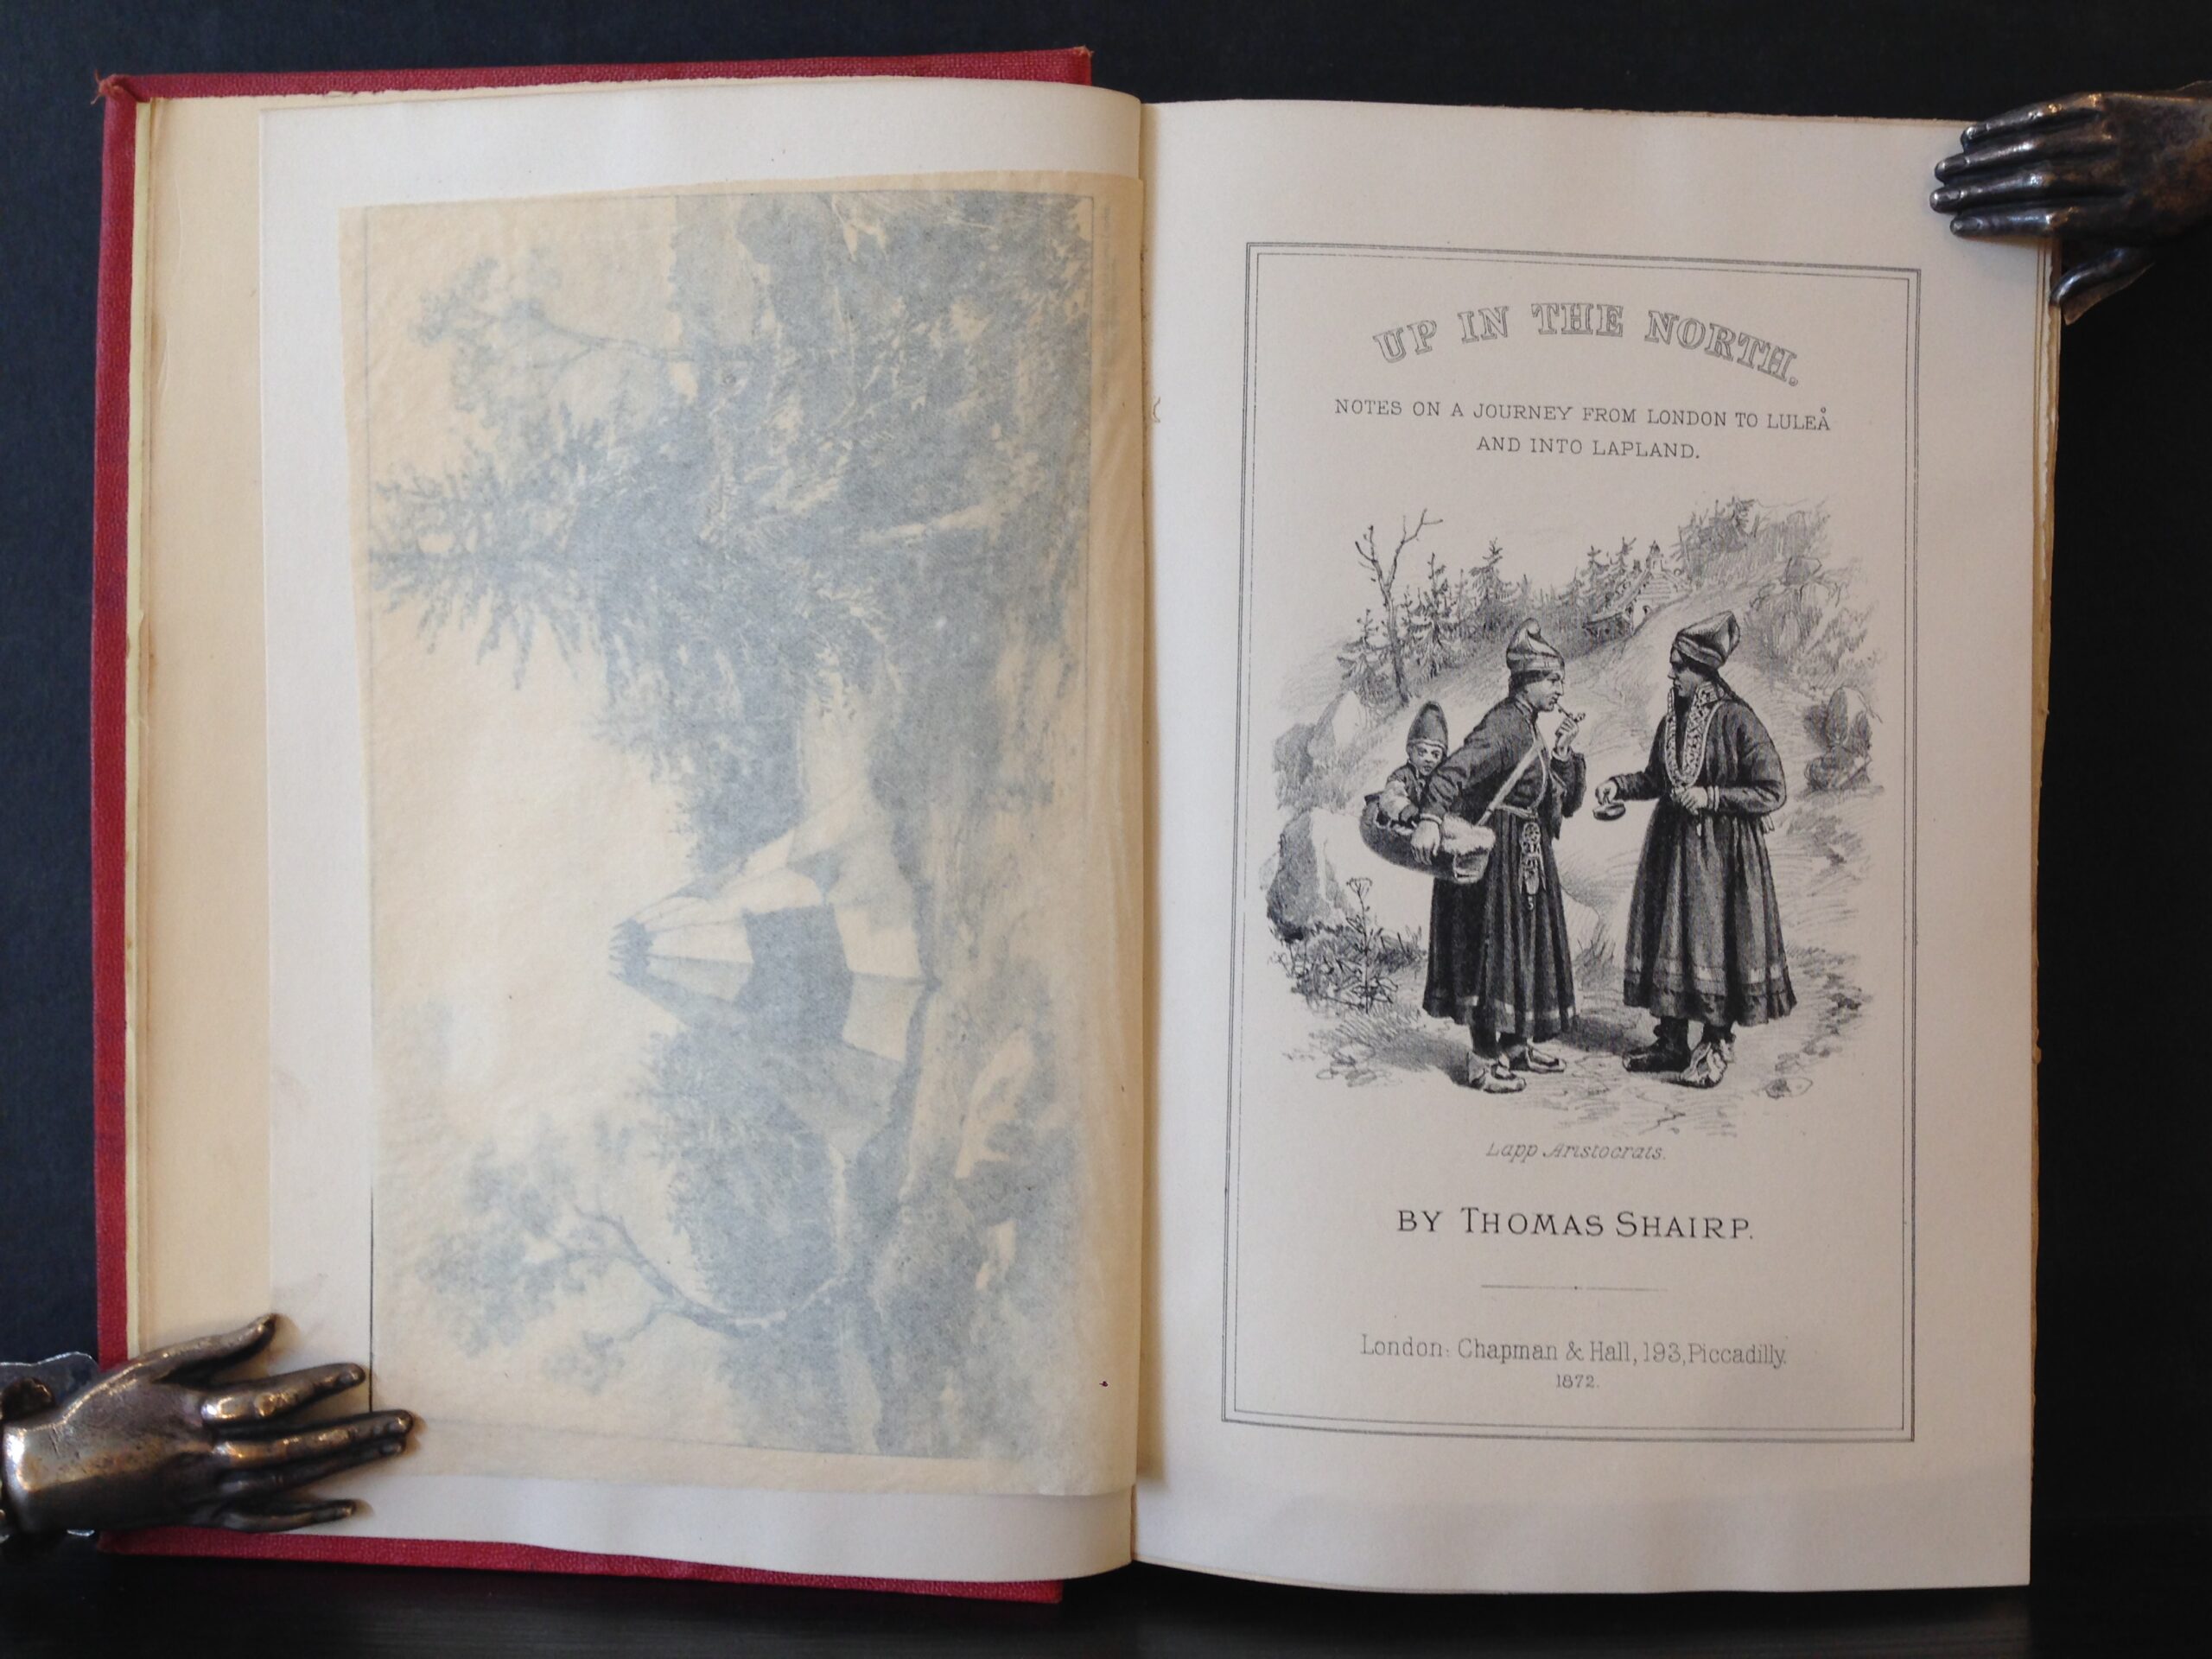 UP IN THE NORTH.
NOTES ON A JOURNEY FROM LONDON TO LULEÅ
AND INTO LAPLAND.
Lapp Aristocrats.
BY THOMAS SHAIRP.
London: Chapman & Hall, 193, Piccadilly.
1872.